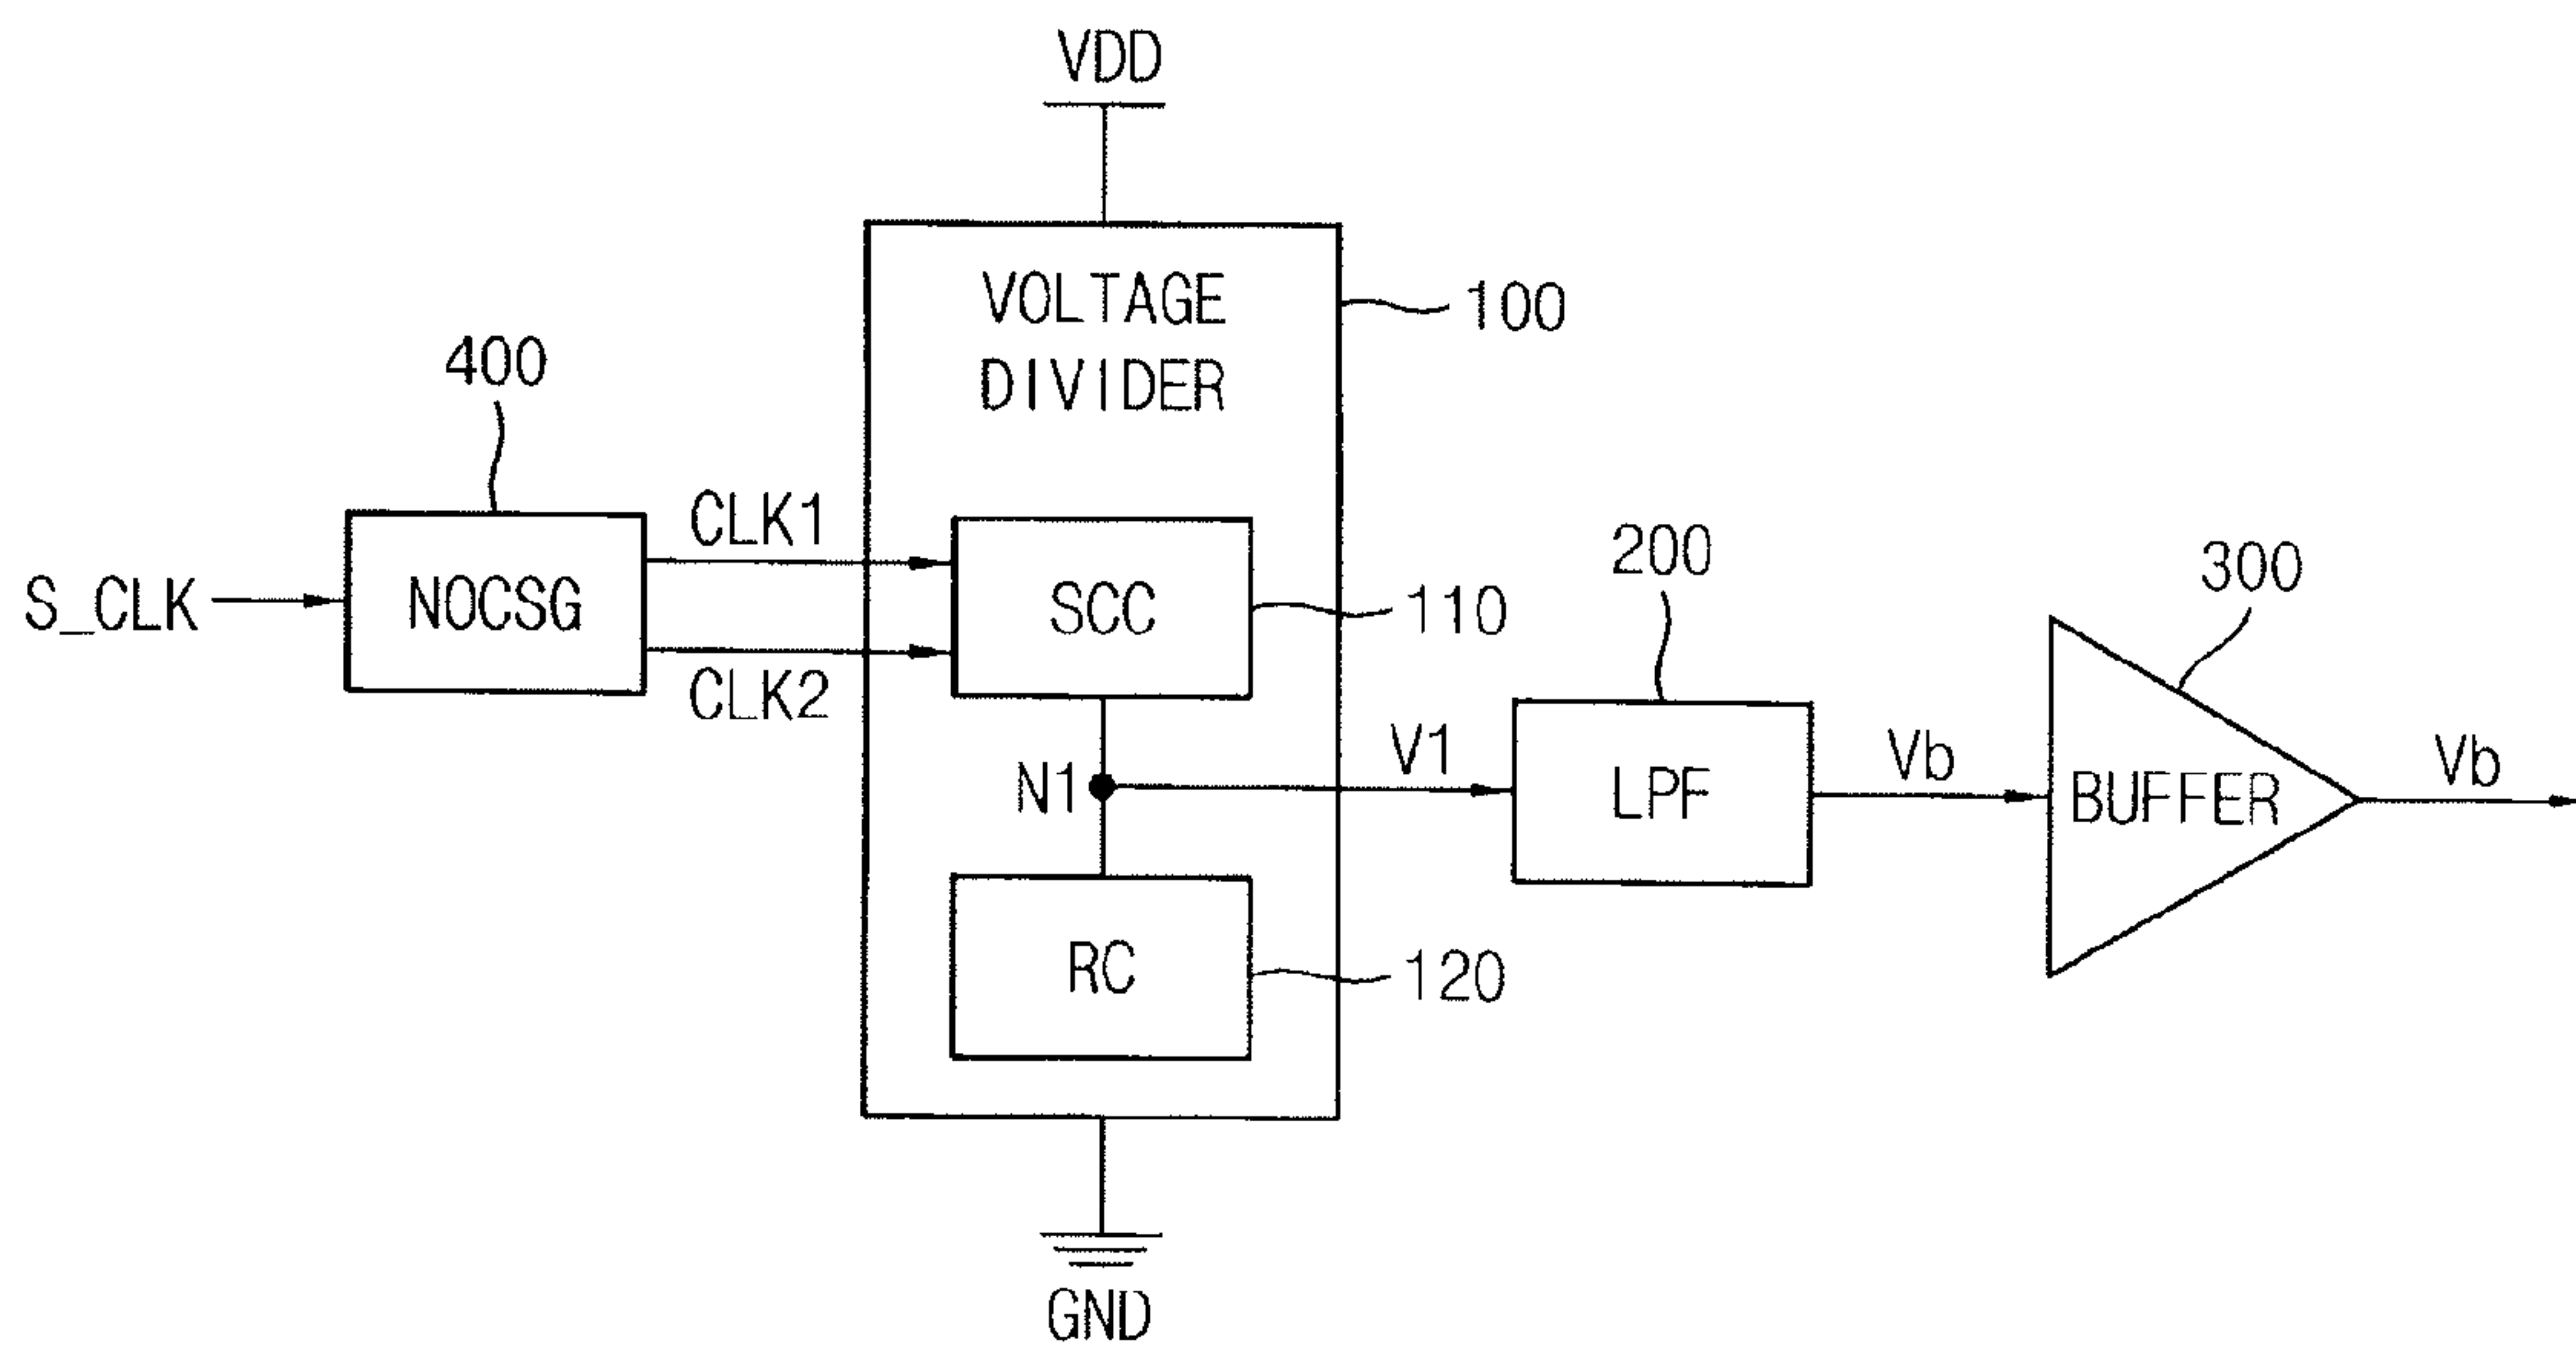 VDD
VOLTAGE
DIVIDER
100
400
CLK1
S_CLK
NOCSG
SCC
110
CLK2
200
300
N1
V1
LPF
Vb
BUFFER
Vb
RC
120
GND